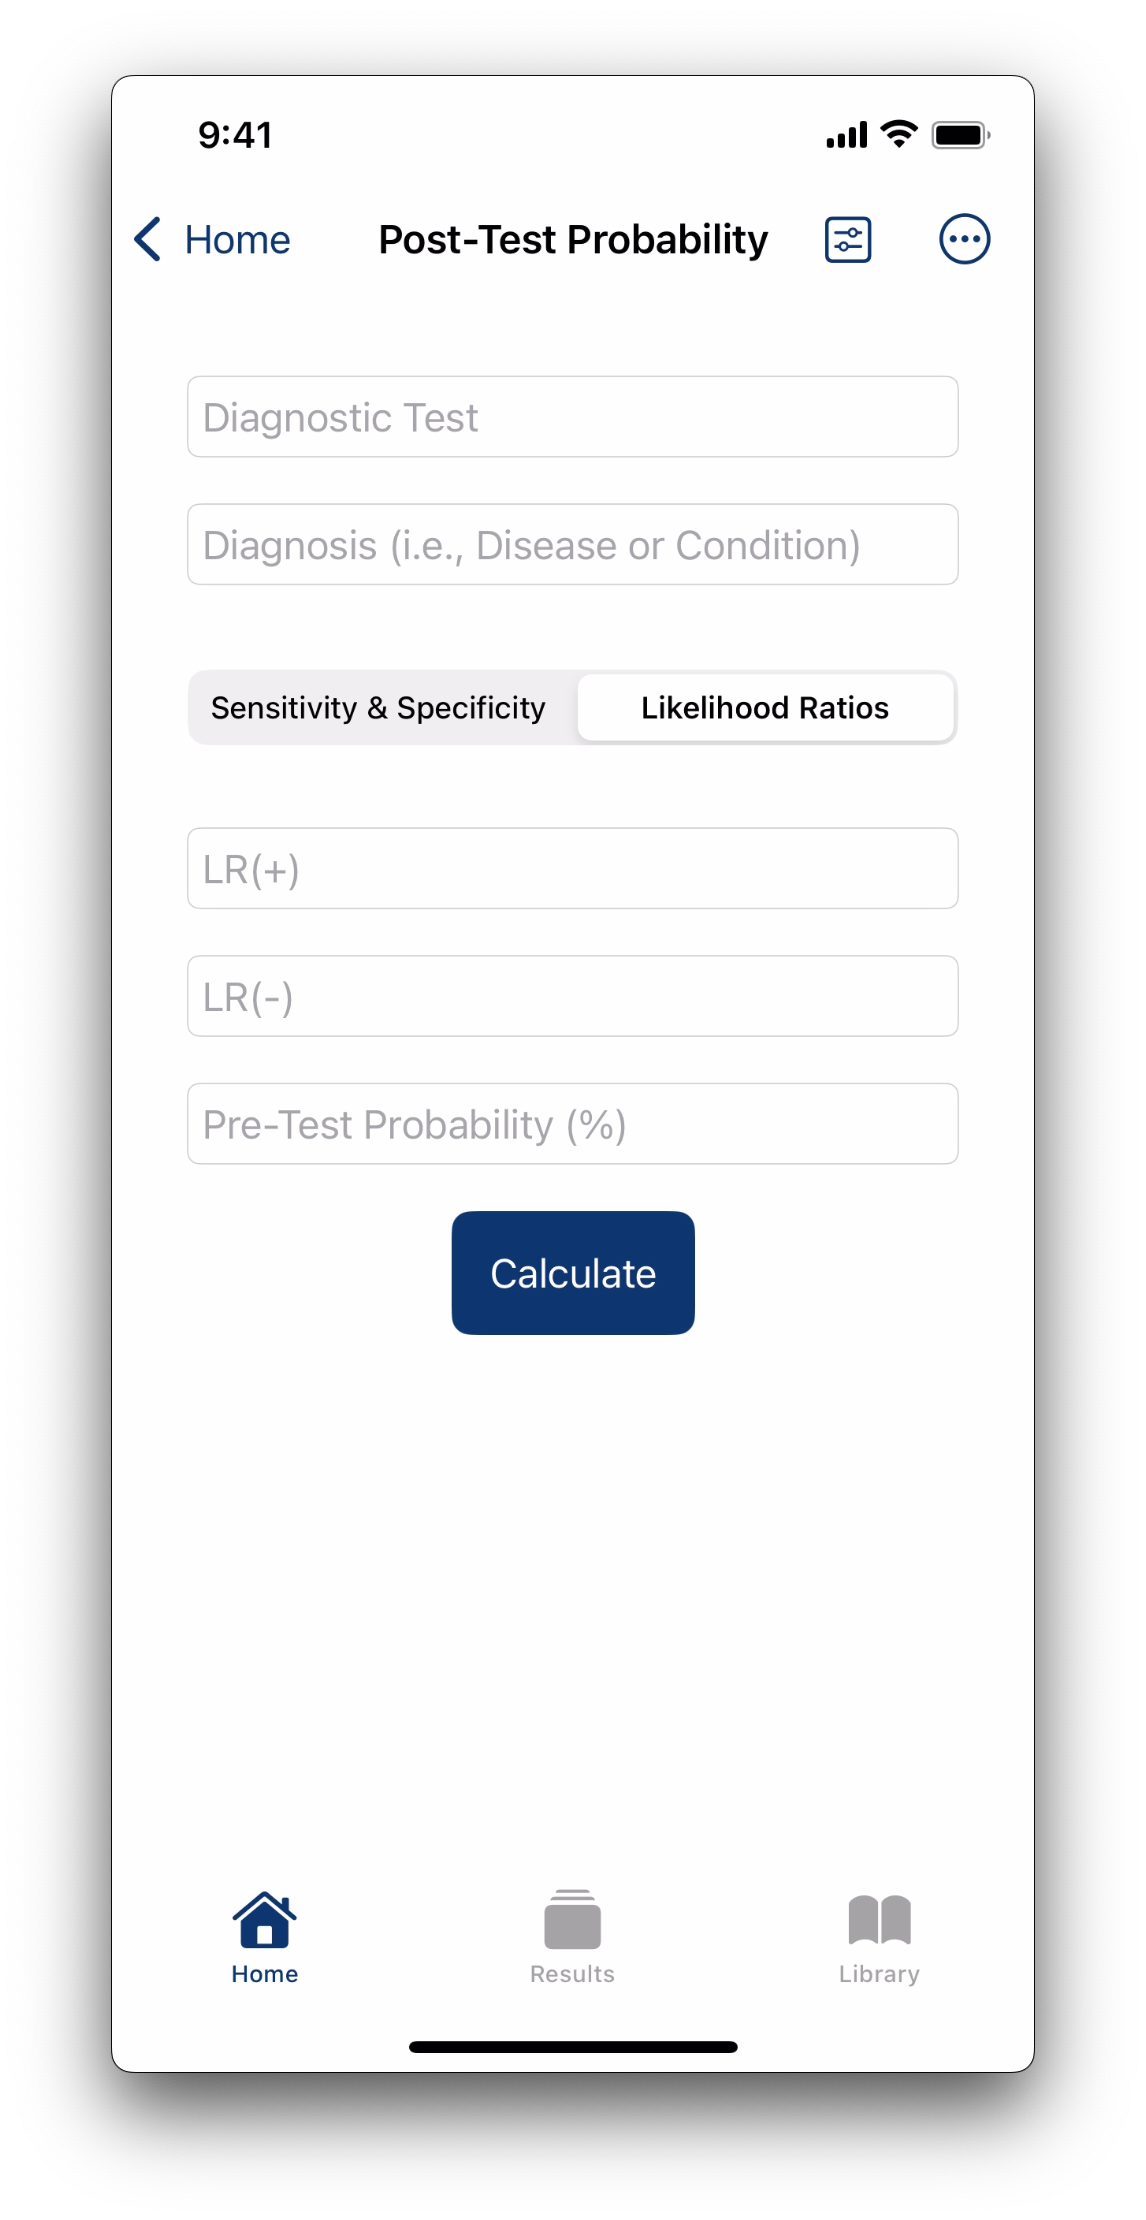 9:41
Home Post-Test Probability
Diagnostic Test
Diagnosis (i.e., Disease or Condition)
Sensitivity & Specificity Likelihood Ratios
LR(+)
LR(-)
Pre-Test Probability (%)
Calculate
Home Results Library